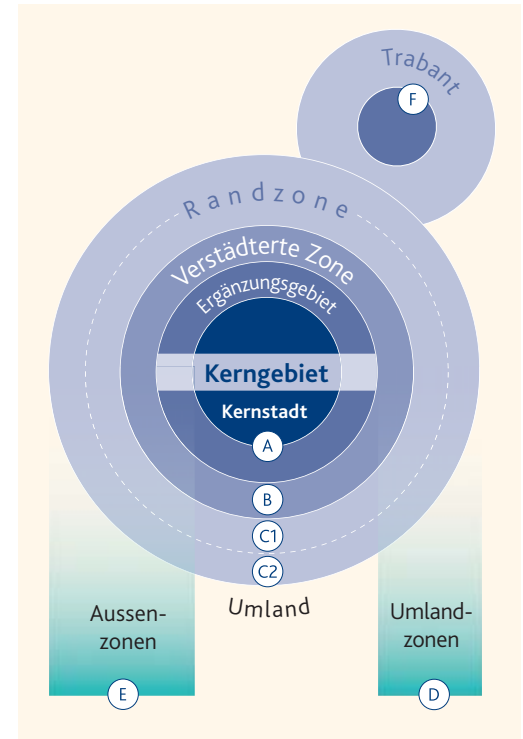 Trabant
F
Randzone
Verstädterte Zone
Ergänzungsgebiet
Kerngebiet
Kernstadt
A
B
C1
C2
Umland
Aussen-
zonen
E
Umland-
zonen
D